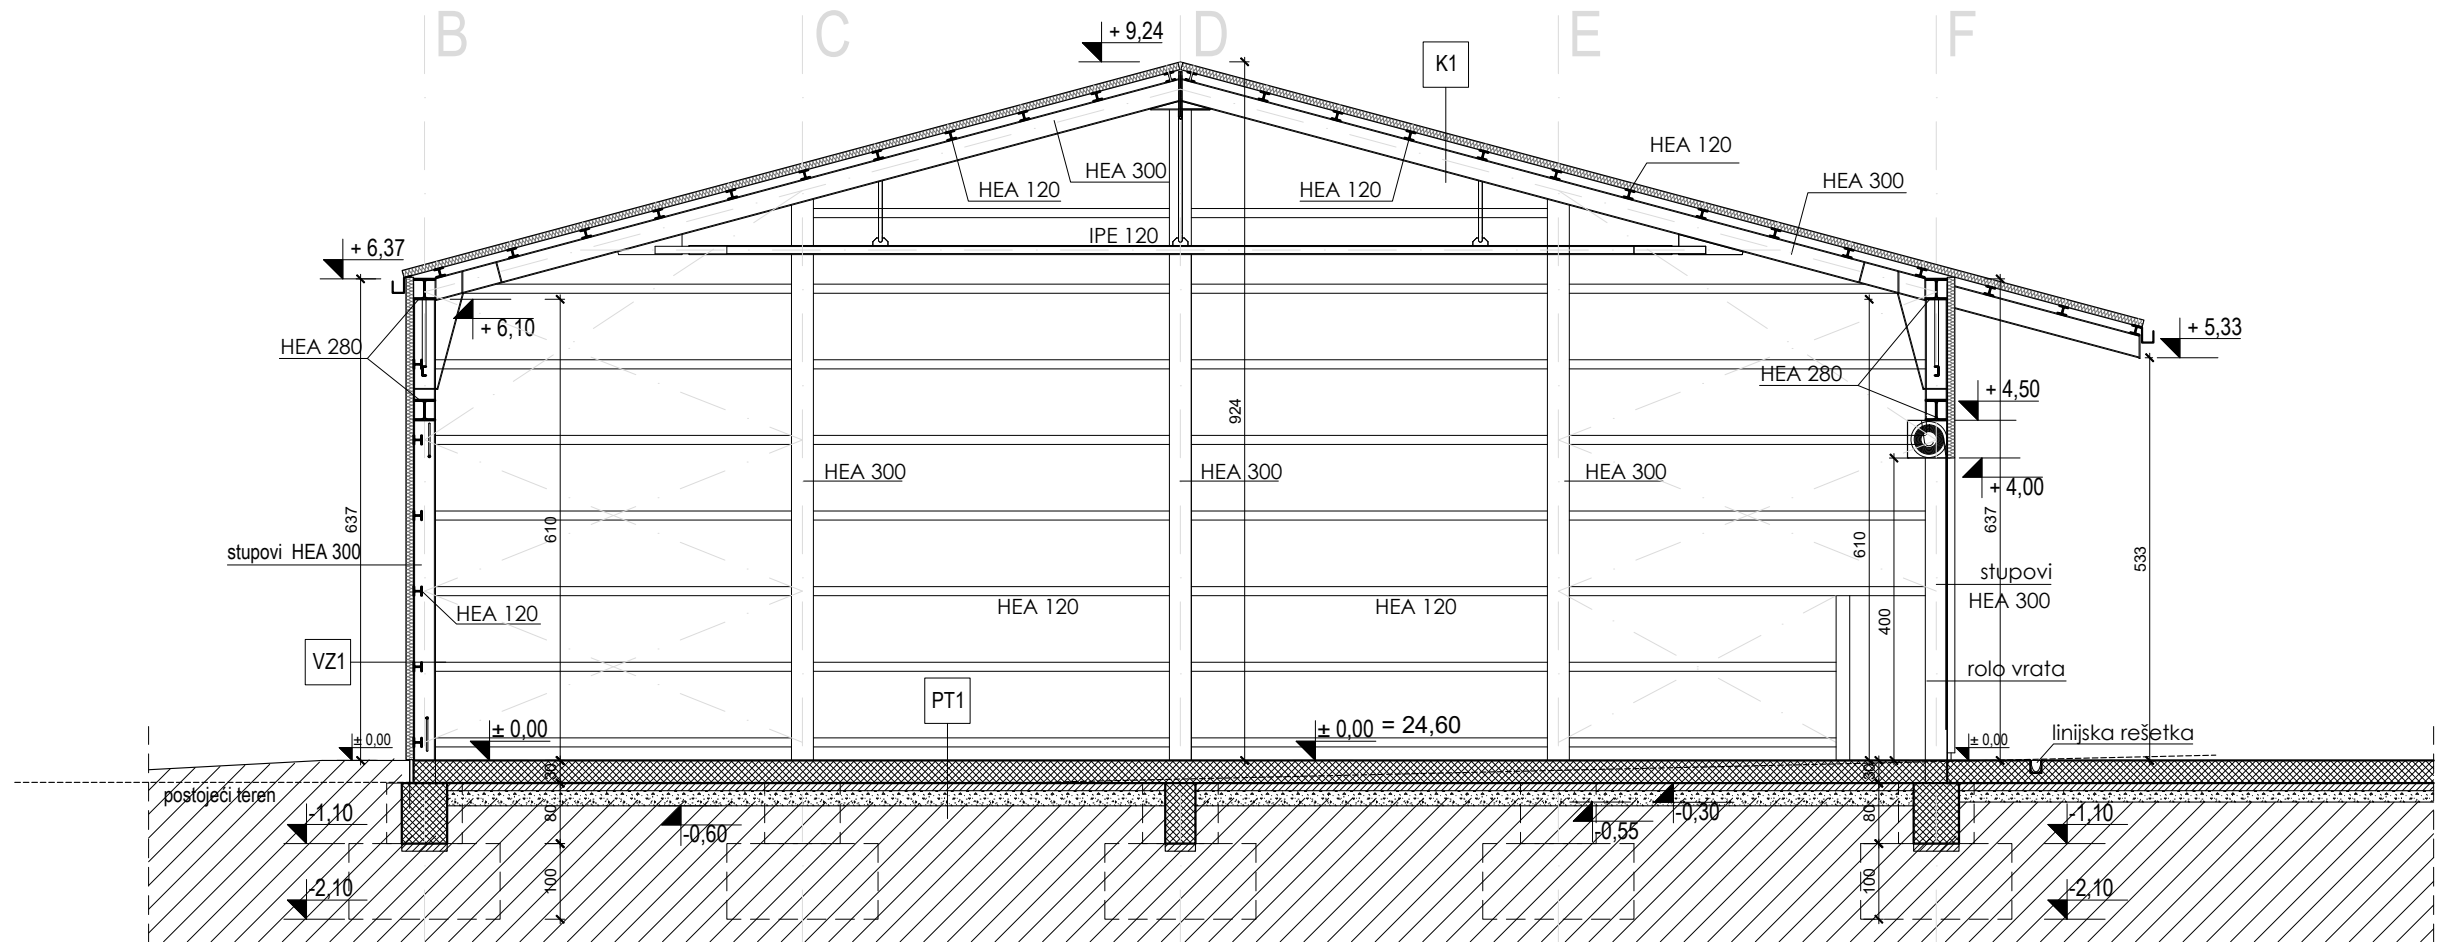 B C D E F
+ 9,24
K1
HEA 120
HEA 300
HEA 120
HEA 120
HEA 300
IPE 120
+ 6,37
+ 6,10
+ 5,33
HEA 280
HEA 280
+ 4,50
924
HEA 300
HEA 300
HEA 300
+ 4,00
637
610
610
637
533
stupovi HEA 300
stupovi
HEA 300
HEA 120
HEA 120
HEA 120
400
VZ1
rolo vrata
PT1
± 0,00
± 0,00
± 0,00 = 24,60
± 0,00
linijska rešetka
30
30
postojeći teren
-1,10
80
-0,60
-0,55
-0,30
80
-1,10
-2,10
100
100
-2,10